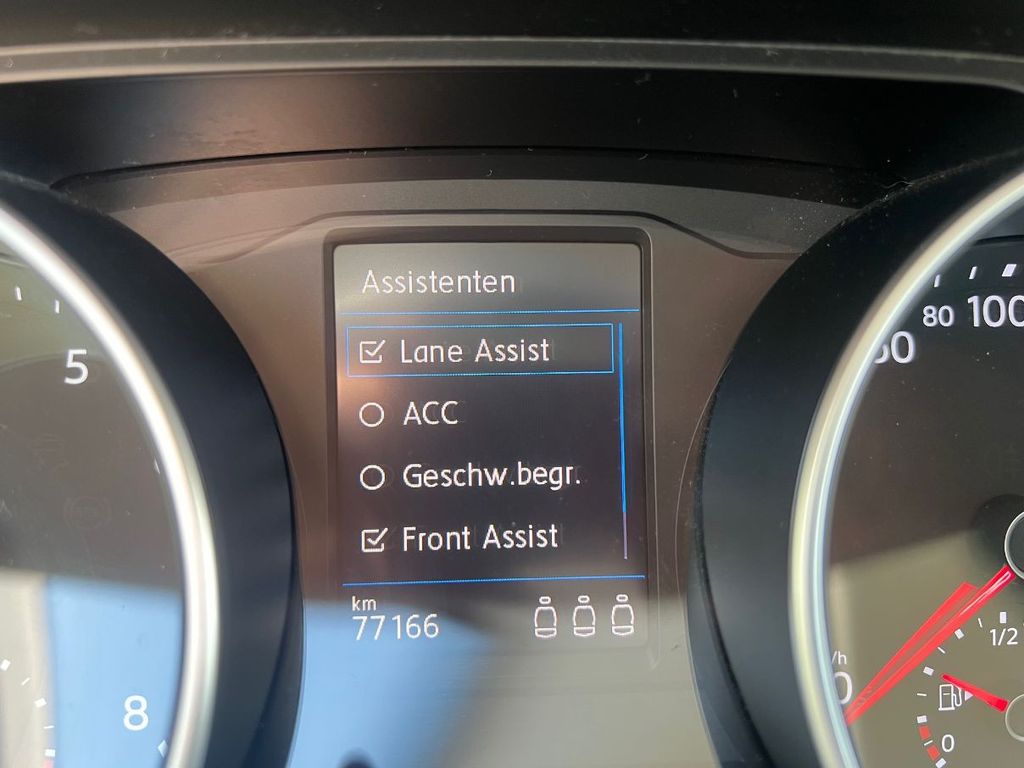 Assistenten
Lane Assist
ACC
Geschw.begr.
Front Assist
km
77166
5
8
80
100
1/2
0